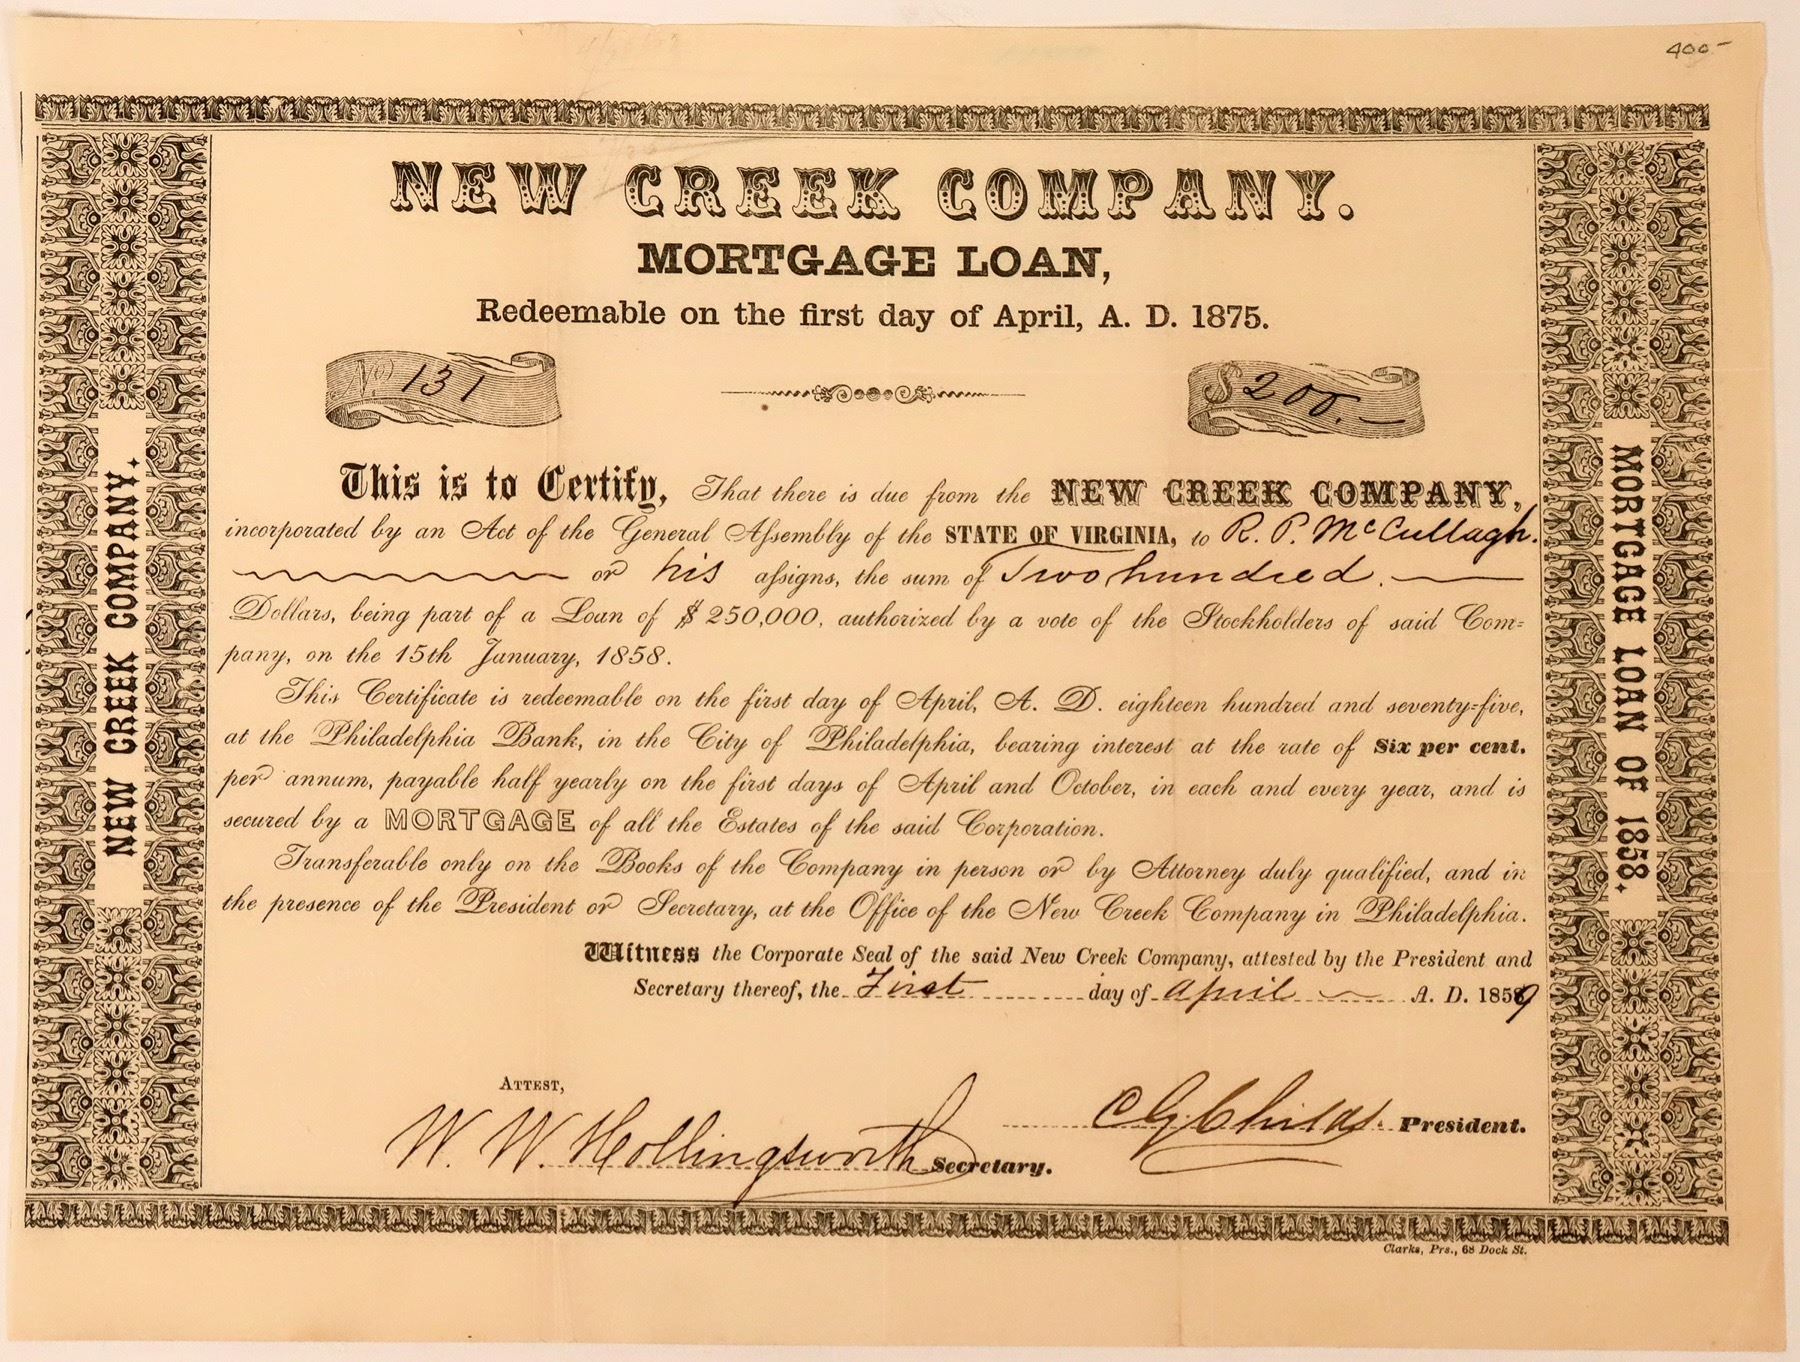 400-
NEW CREEK COMPANY.
MORTGAGE LOAN,
Redeemable on the first day of April, A. D. 1875.
No. 131
$ 200.-
This is to Certify, That there is due from the NEW CREEK COMPANY,
incorporated by an Act of the General Assembly of the STATE OF VIRGINIA, to R. P. McCullagh.
or his assigns, the sum of Two hundred.
Dollars, being part of a Loan of $250,000, authorized by a vote of the Stockholders of said Com=
pany, on the 15th January, 1858.
This Certificate is redeemable on the first day of April, A. D. eighteen hundred and seventy=five,
at the Philadelphia Bank, in the City of Philadelphia, bearing interest at the rate of Six per cent.
per annum, payable half yearly on the first days of April and October, in each and every year, and is
secured by a MORTGAGE of all the Estates of the said Corporation.
Transferable only on the Books of the Company in person or by Attorney duly qualified, and in
the presence of the President or Secretary, at the Office of the New Creek Company in Philadelphia.
Witness the Corporate Seal of the said New Creek Company, attested by the President and
Secretary thereof, the First day of April A. D. 1859
ATTEST,
C G Childs. President.
W. W. Hollingsworth Secretary.
NEW CREEK COMPANY.
MORTGAGE LOAN OF 1858.
Clarks, Prs., 68 Dock St.